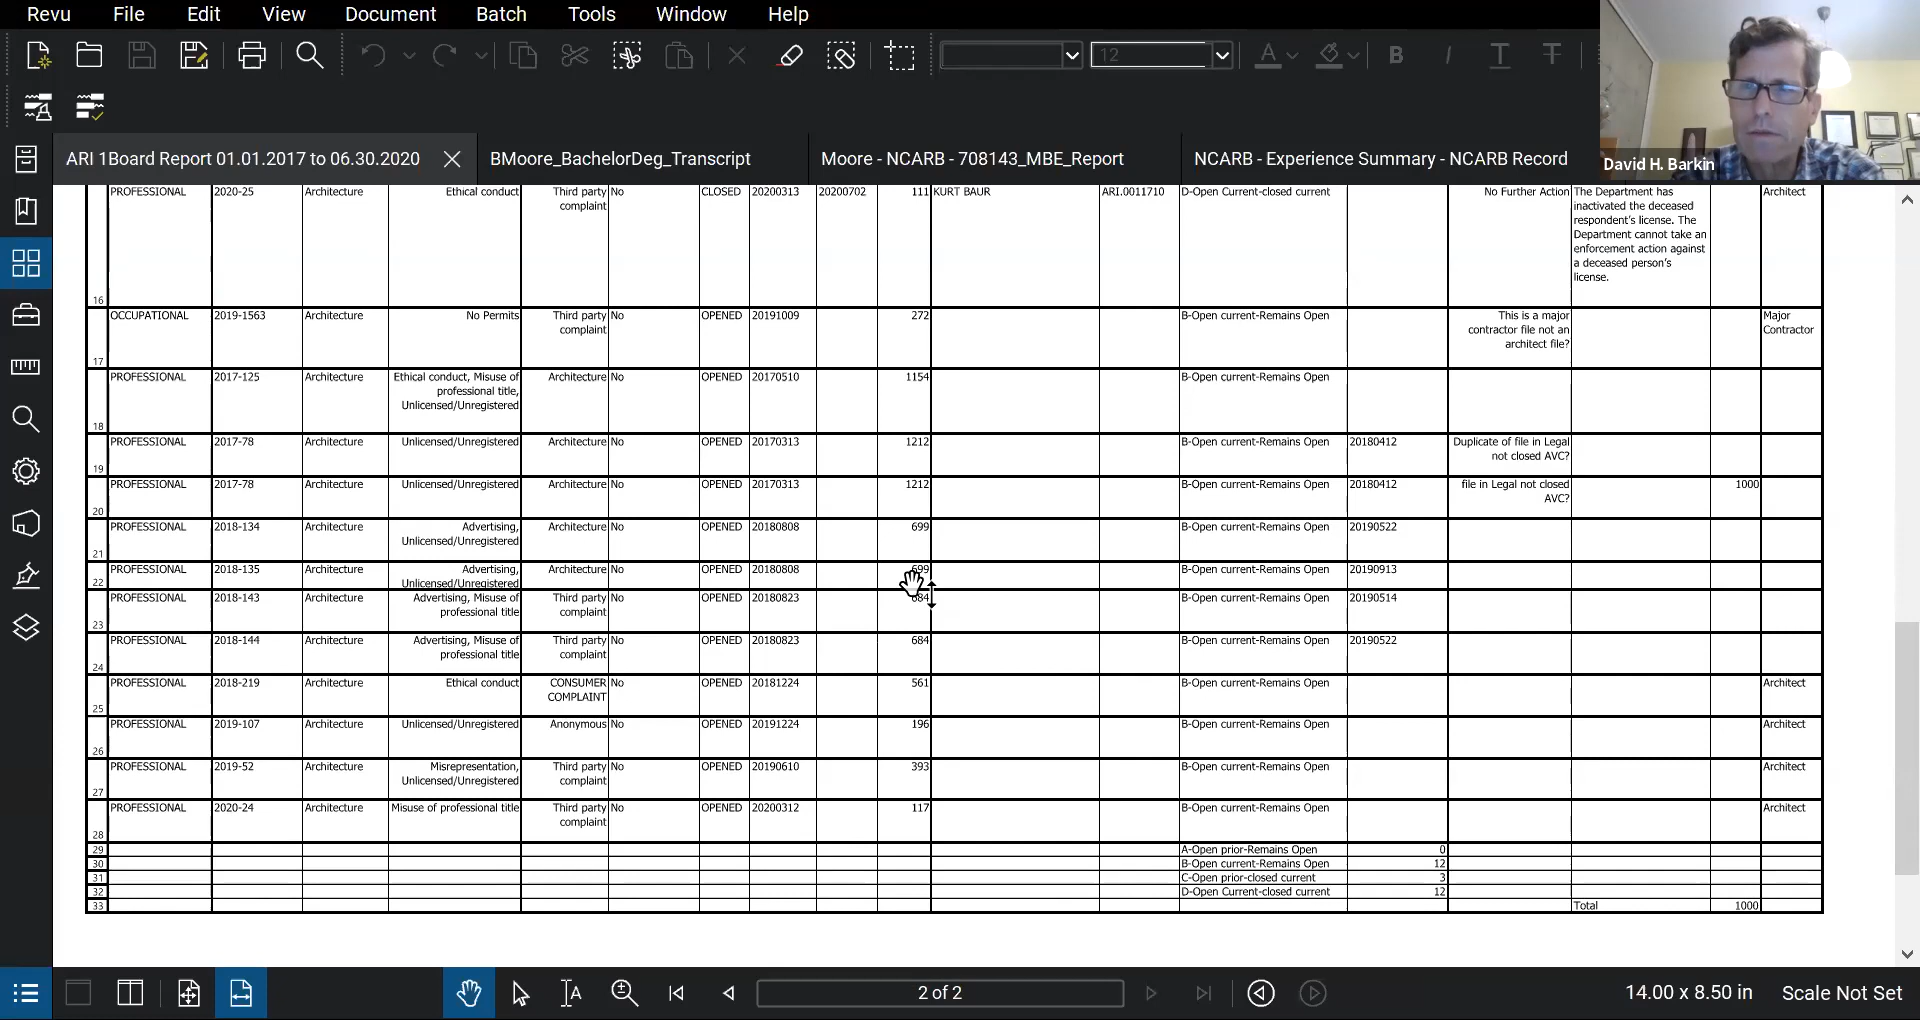 Revu File Edit View Document Batch Tools Window Help
12
ARI 1Board Report 01.01.2017 to 06.30.2020 BMoore_BachelorDeg_Transcript Moore - NCARB - 708143_MBE_Report NCARB - Experience Summary - NCARB Record
David H. Barkin
PROFESSIONAL 2020-25 Architecture Ethical conduct Third party No CLOSED 20200313 20200702 111 KURT BAUR ARI.0011710 D-Open Current-closed current No Further Action The Department has Architect
complaint inactivated the deceased
respondent's license. The
Department cannot take an
enforcement action against
a deceased person's
license.
16
OCCUPATIONAL 2019-1563 Architecture No Permits Third party No OPENED 20191009 272 B-Open current-Remains Open This is a major Major
complaint contractor file not an Contractor
architect file?
17
PROFESSIONAL 2017-125 Architecture Ethical conduct, Misuse of Architecture No OPENED 20170510 1154 B-Open current-Remains Open
professional title,
Unlicensed/Unregistered
18
PROFESSIONAL 2017-78 Architecture Unlicensed/Unregistered Architecture No OPENED 20170313 1212 B-Open current-Remains Open 20180412 Duplicate of file in Legal
not closed AVC?
19
PROFESSIONAL 2017-78 Architecture Unlicensed/Unregistered Architecture No OPENED 20170313 1212 B-Open current-Remains Open 20180412 file in Legal not closed 1000
AVC?
20
PROFESSIONAL 2018-134 Architecture Advertising, Architecture No OPENED 20180808 699 B-Open current-Remains Open 20190522
Unlicensed/Unregistered
21
PROFESSIONAL 2018-135 Architecture Advertising, Architecture No OPENED 20180808 699 B-Open current-Remains Open 20190913
22 Unlicensed/Unregistered
PROFESSIONAL 2018-143 Architecture Advertising, Misuse of Third party No OPENED 20180823 684 B-Open current-Remains Open 20190514
professional title complaint
23
PROFESSIONAL 2018-144 Architecture Advertising, Misuse of Third party No OPENED 20180823 684 B-Open current-Remains Open 20190522
professional title complaint
24
PROFESSIONAL 2018-219 Architecture Ethical conduct CONSUMER No OPENED 20181224 561 B-Open current-Remains Open Architect
COMPLAINT
25
PROFESSIONAL 2019-107 Architecture Unlicensed/Unregistered Anonymous No OPENED 20191224 196 B-Open current-Remains Open Architect
26
PROFESSIONAL 2019-52 Architecture Misrepresentation, Third party No OPENED 20190610 393 B-Open current-Remains Open Architect
Unlicensed/Unregistered complaint
27
PROFESSIONAL 2020-24 Architecture Misuse of professional title Third party No OPENED 20200312 117 B-Open current-Remains Open Architect
complaint
28
29 A-Open prior-Remains Open 0
30 B-Open current-Remains Open 12
31 C-Open prior-closed current 3
32 D-Open Current-closed current 12
33 Total 1000
2 of 2 14.00 x 8.50 in Scale Not Set